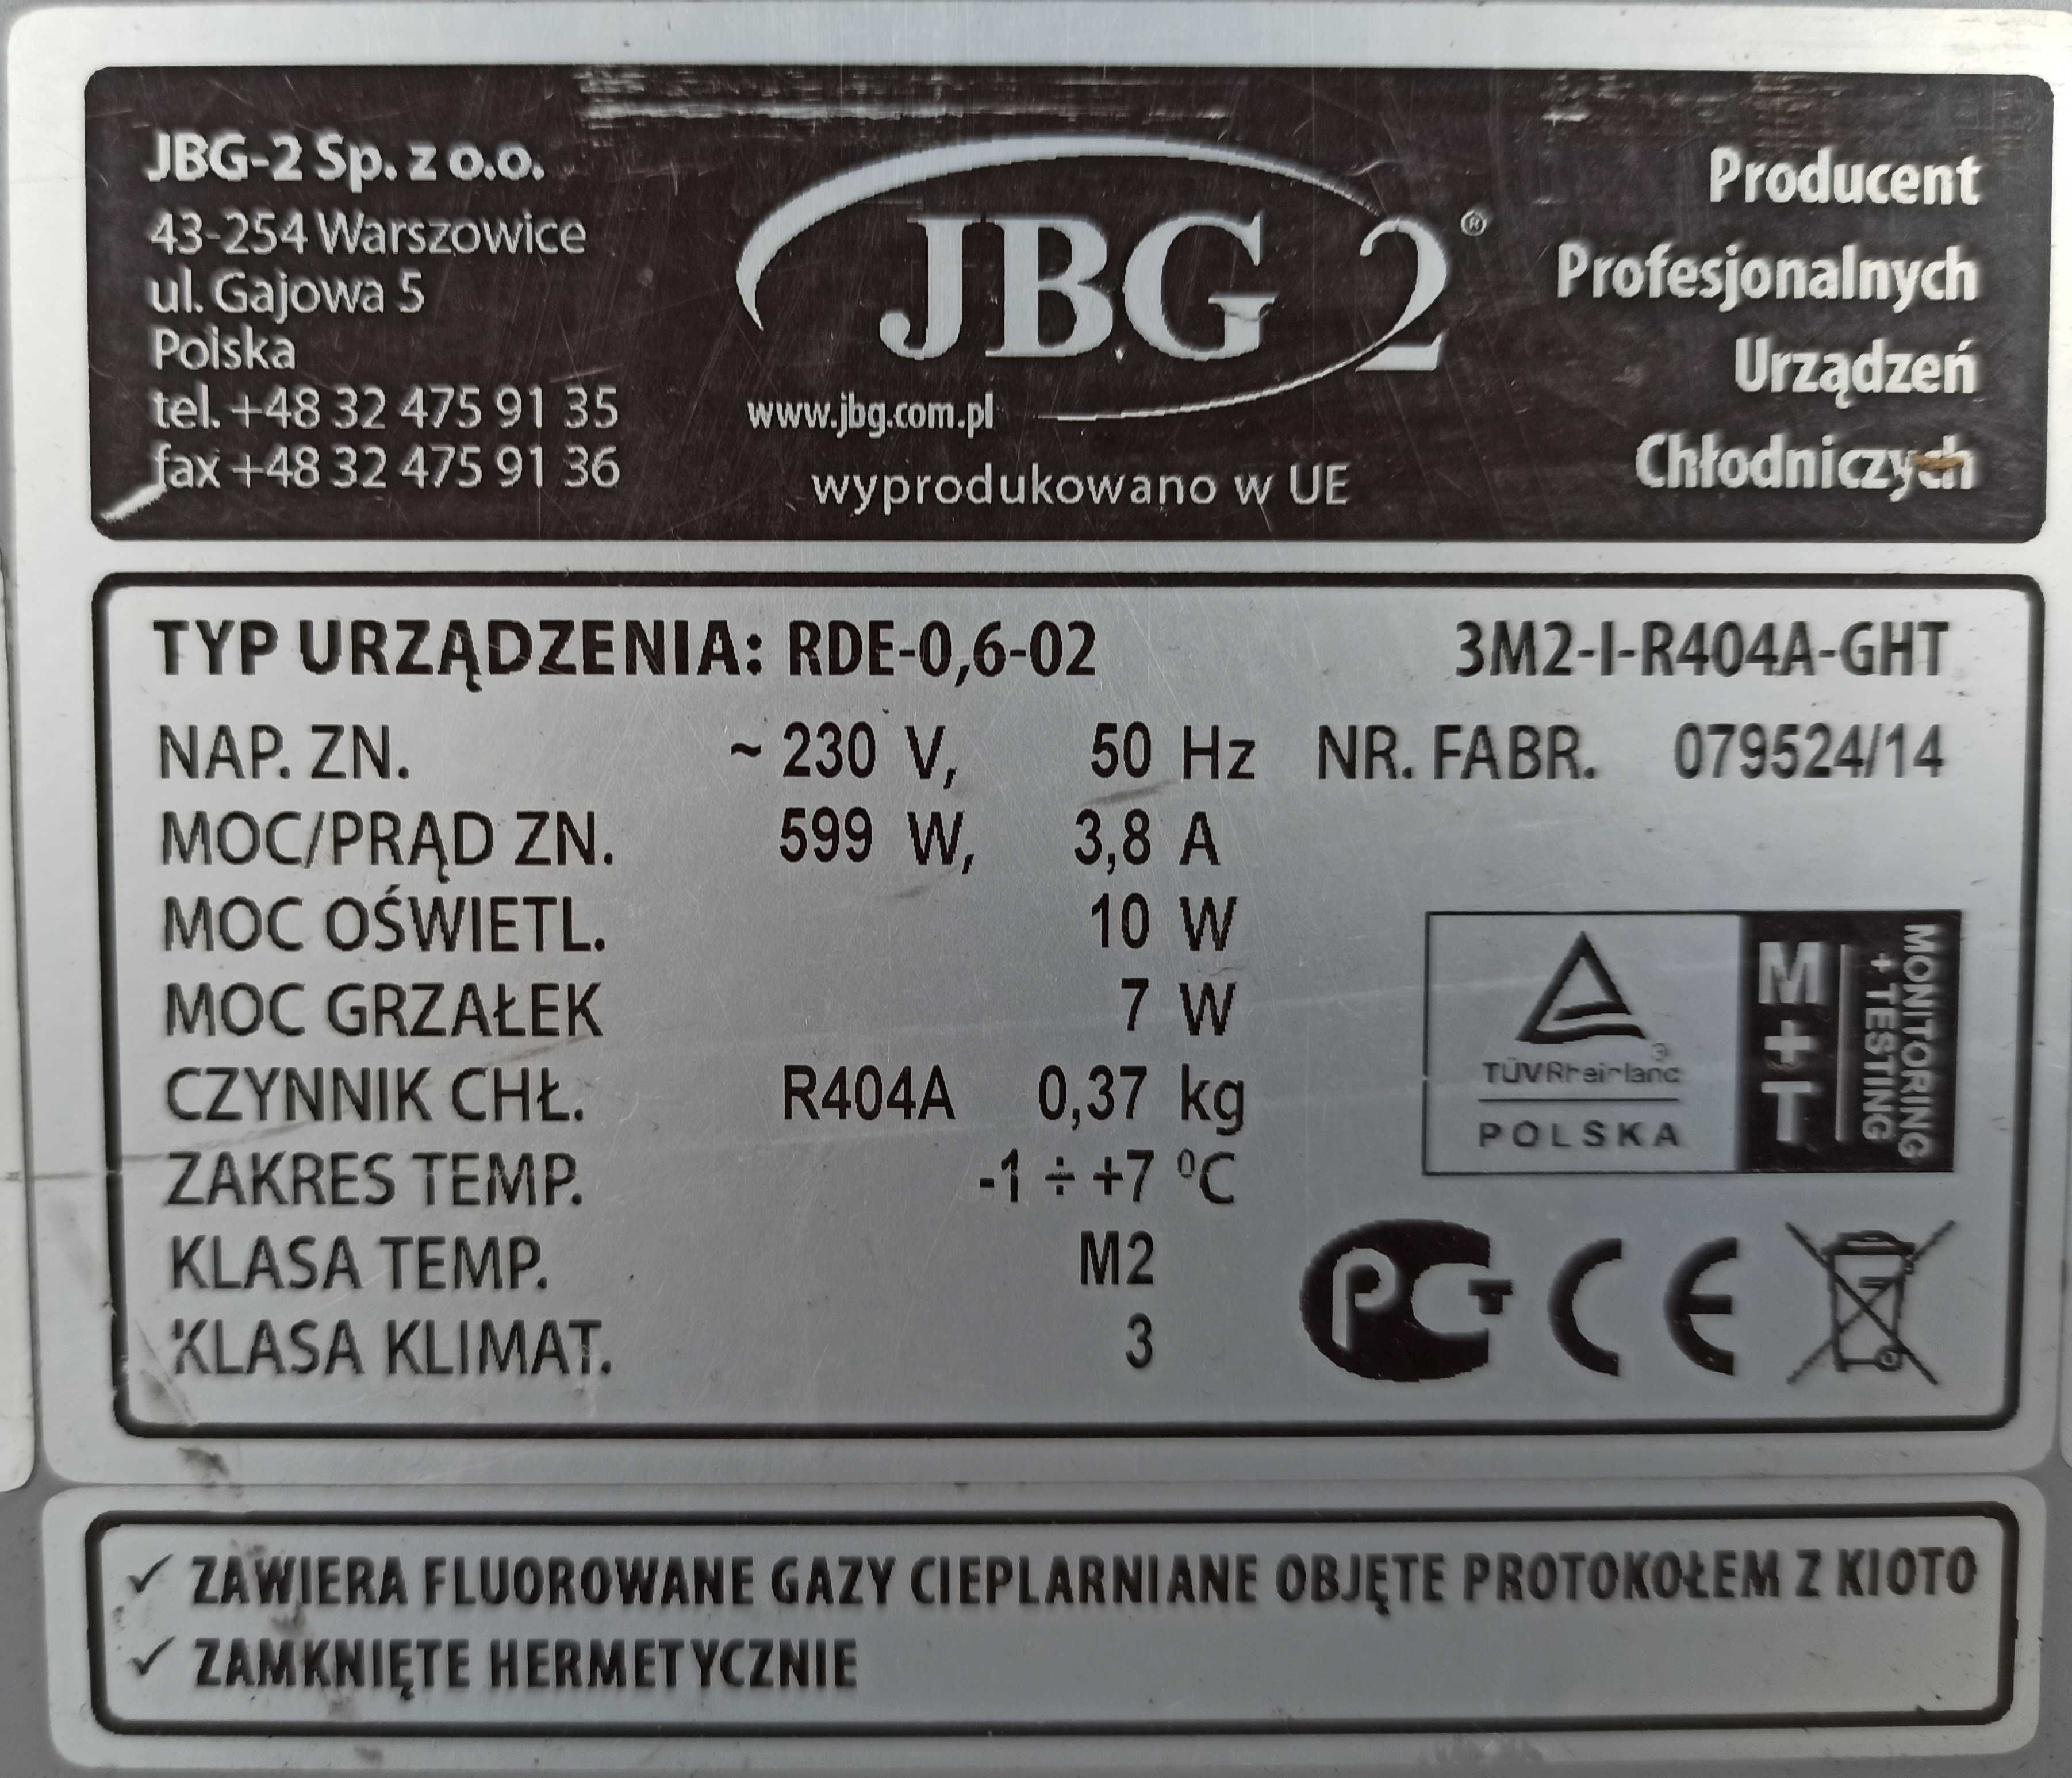 JBG-2 Sp. z o.o.
43-254 Warszowice
ul. Gajowa 5
Polska
tel. +48 32 475 91 35
fax +48 32 475 91 36
JBG 2®
www.jbg.com.pl
wyprodukowano w UE
Producent
Profesjonalnych
Urządzeń
Chłodniczych
TYP URZĄDZENIA: RDE-0,6-02 3M2-I-R404A-GHT
NAP. ZN. ~ 230 V, 50 Hz NR. FABR. 079524/14
MOC/PRĄD ZN. 599 W, 3,8 A
MOC OŚWIETL. 10 W
MOC GRZAŁEK 7 W
CZYNNIK CHŁ. R404A 0,37 kg
ZAKRES TEMP. -1 ÷ +7 °C
KLASA TEMP. M2
KLASA KLIMAT. 3
TÜVRheinland
POLSKA
M+T
MONITORING
+ TESTING
PCT CE
✓ ZAWIERA FLUOROWANE GAZY CIEPLARNIANE OBJĘTE PROTOKOŁEM Z KIOTO
✓ ZAMKNIĘTE HERMETYCZNIE